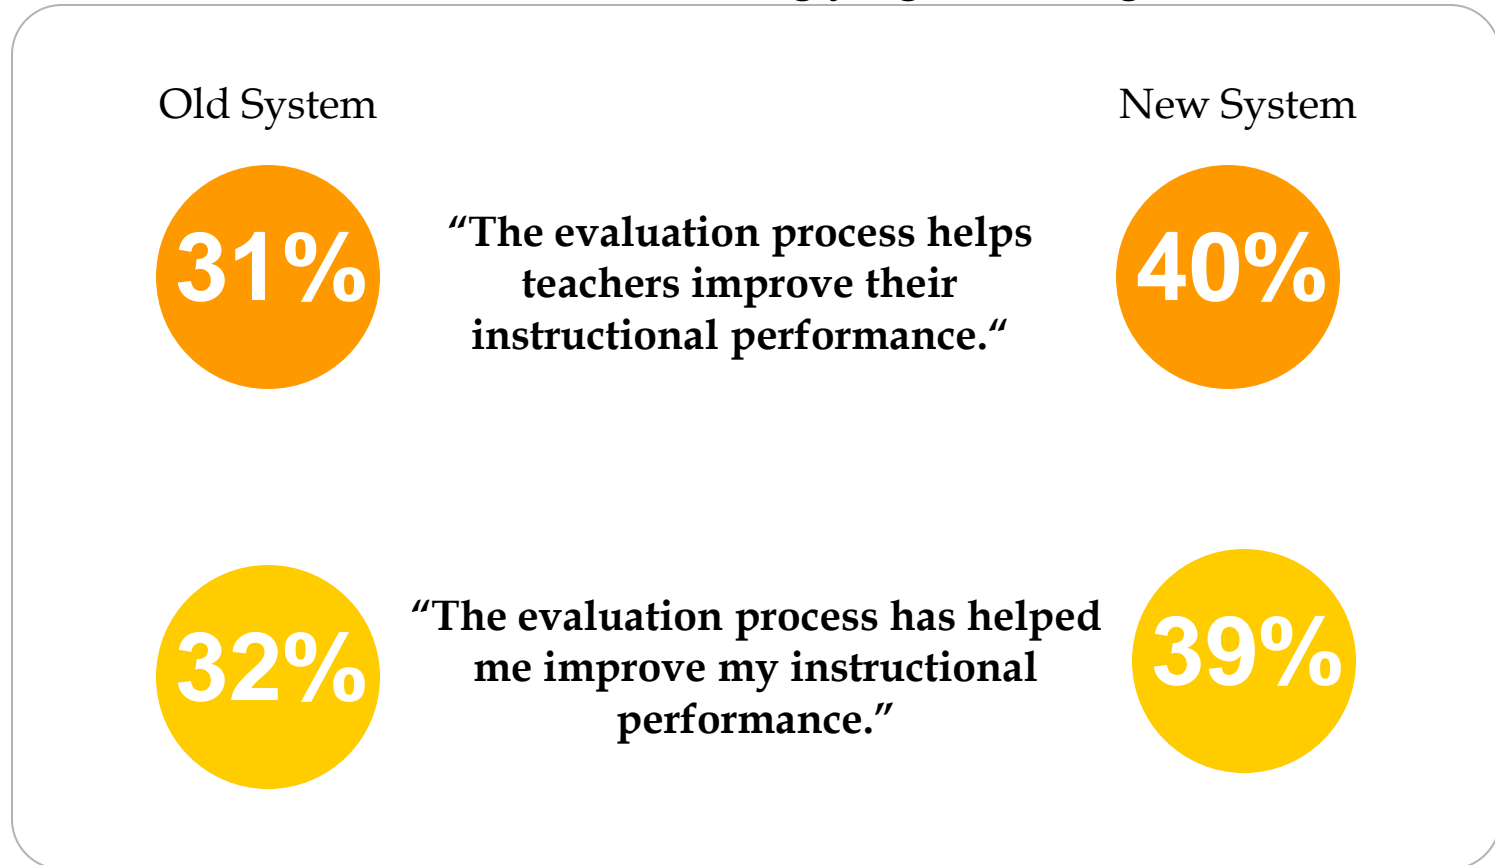 Old System
New System
31%
“The evaluation process helps
teachers improve their
instructional performance.“
40%
32%
“The evaluation process has helped
me improve my instructional
performance.”
39%